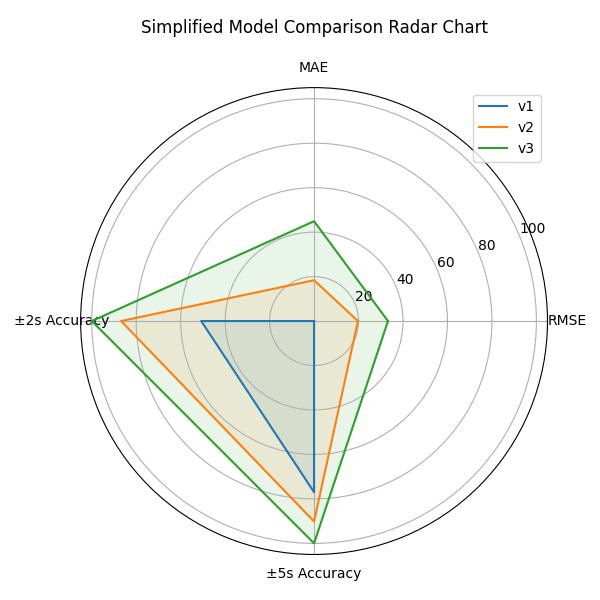 Simplified Model Comparison Radar Chart
MAE
v1
v2
v3
100
80
60
40
20
±2s Accuracy
RMSE
±5s Accuracy